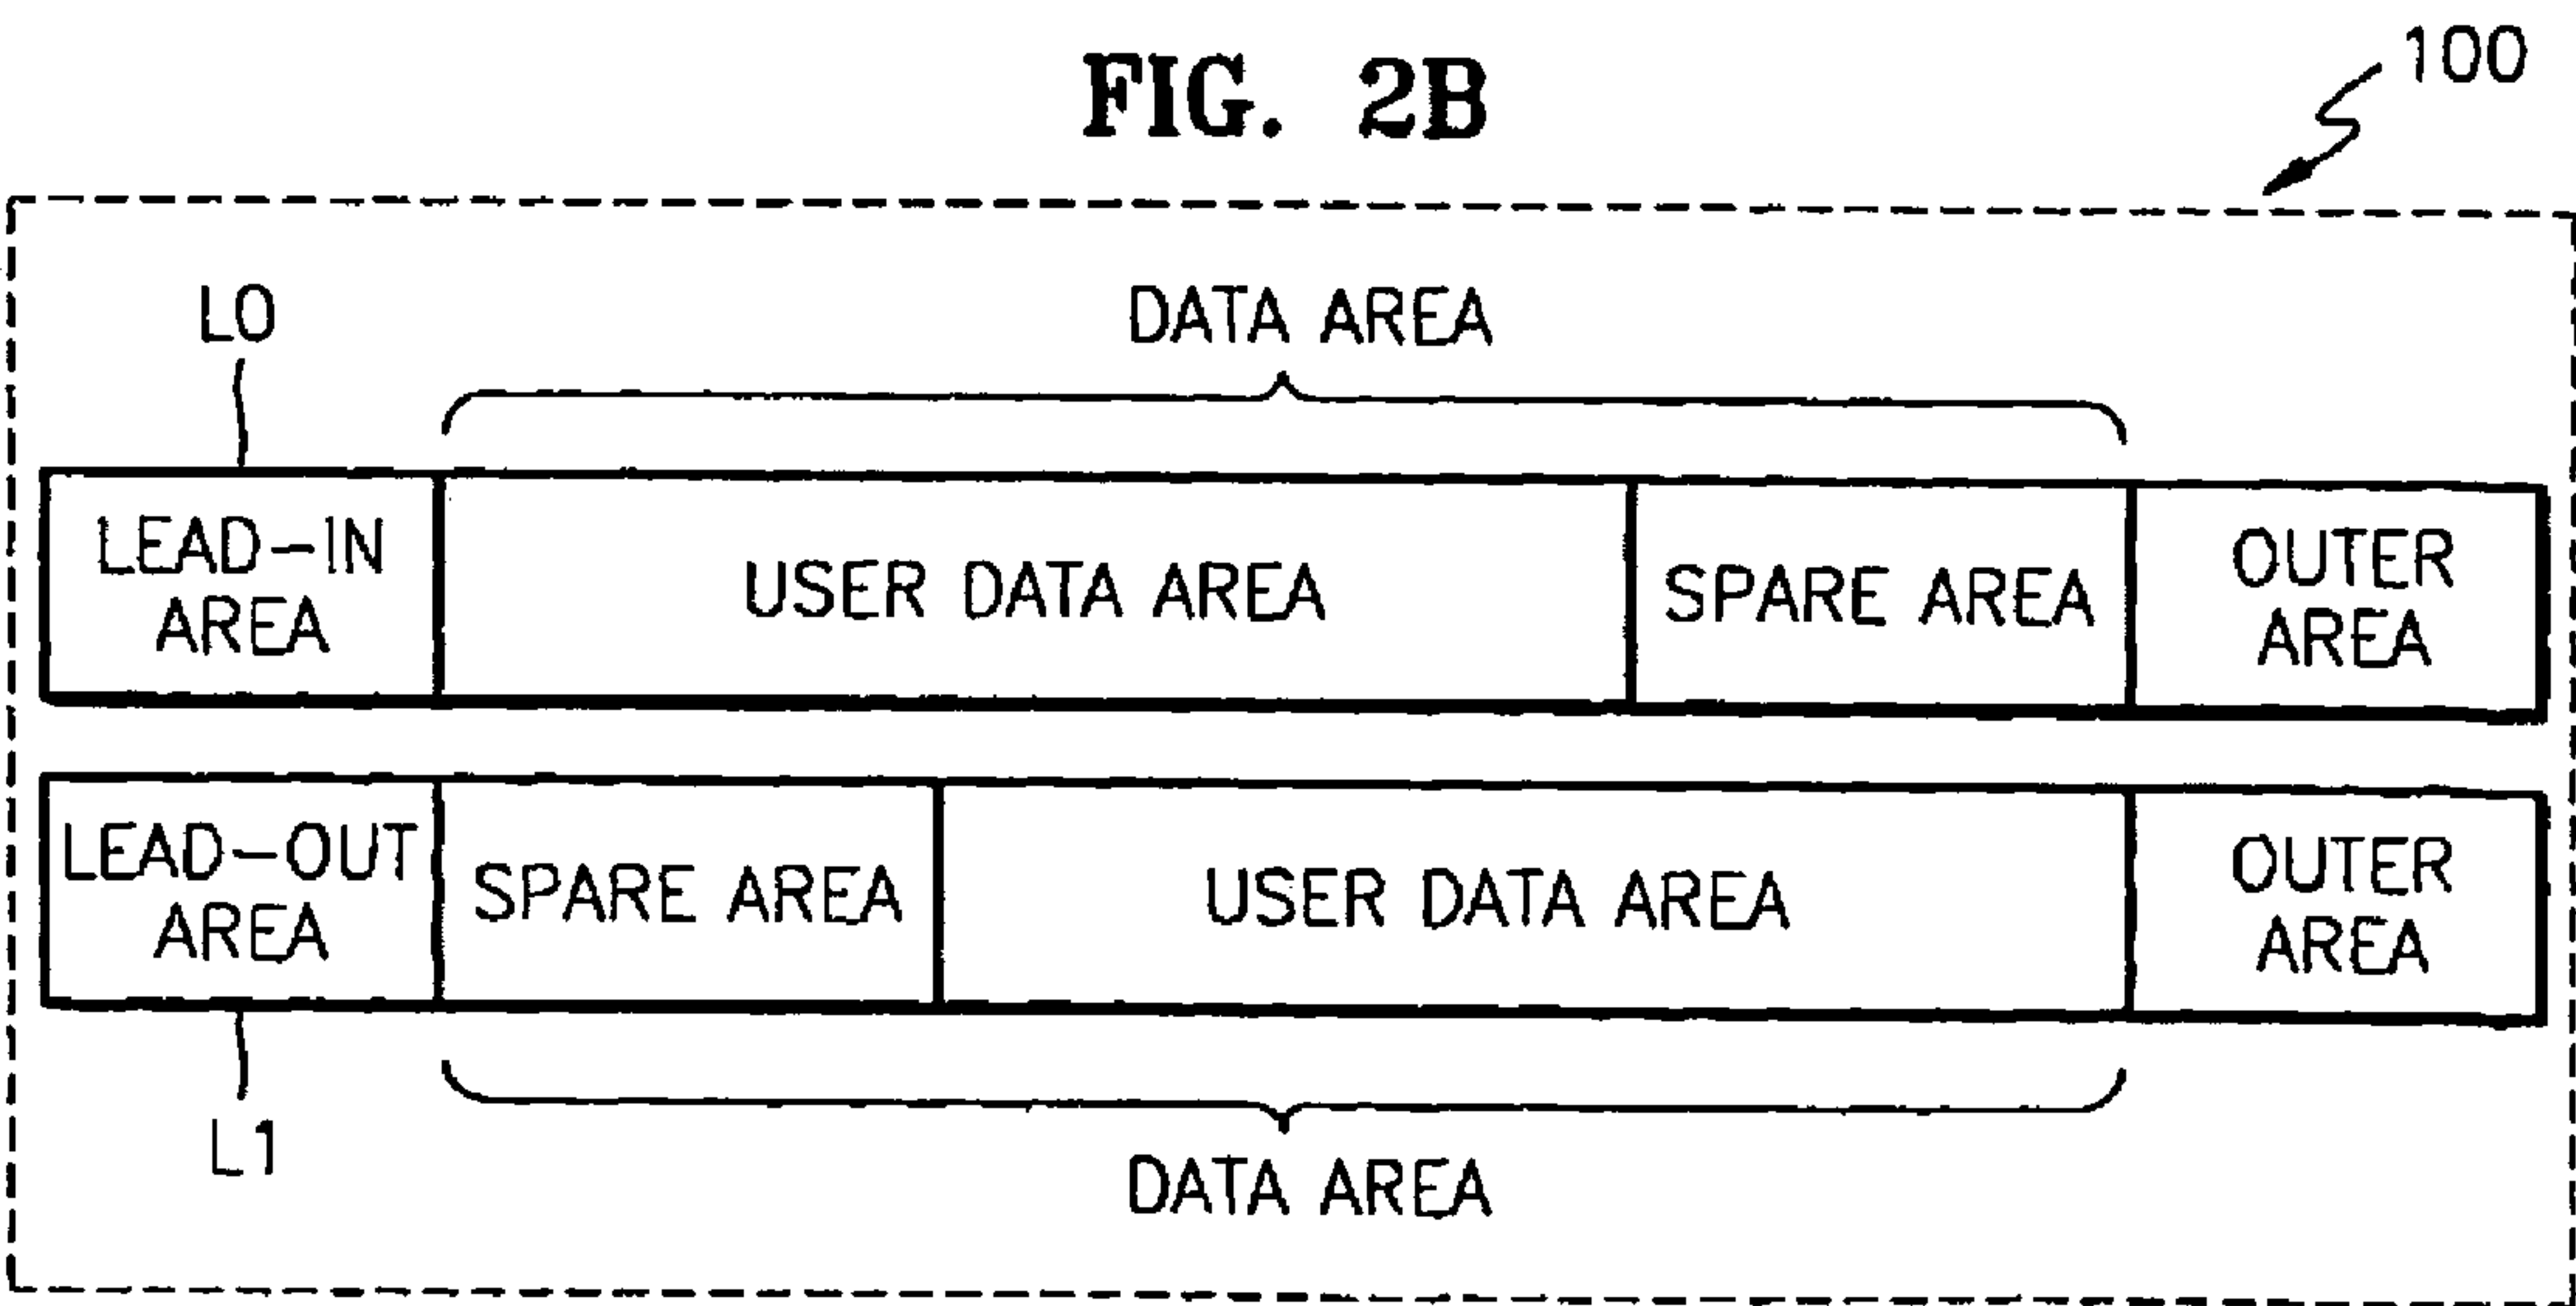 FIG. 2B
100
L0
DATA AREA
LEAD-IN
AREA
USER DATA AREA
SPARE AREA
OUTER
AREA
LEAD-OUT
AREA
SPARE AREA
USER DATA AREA
OUTER
AREA
L1
DATA AREA